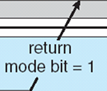 return
mode bit = 1